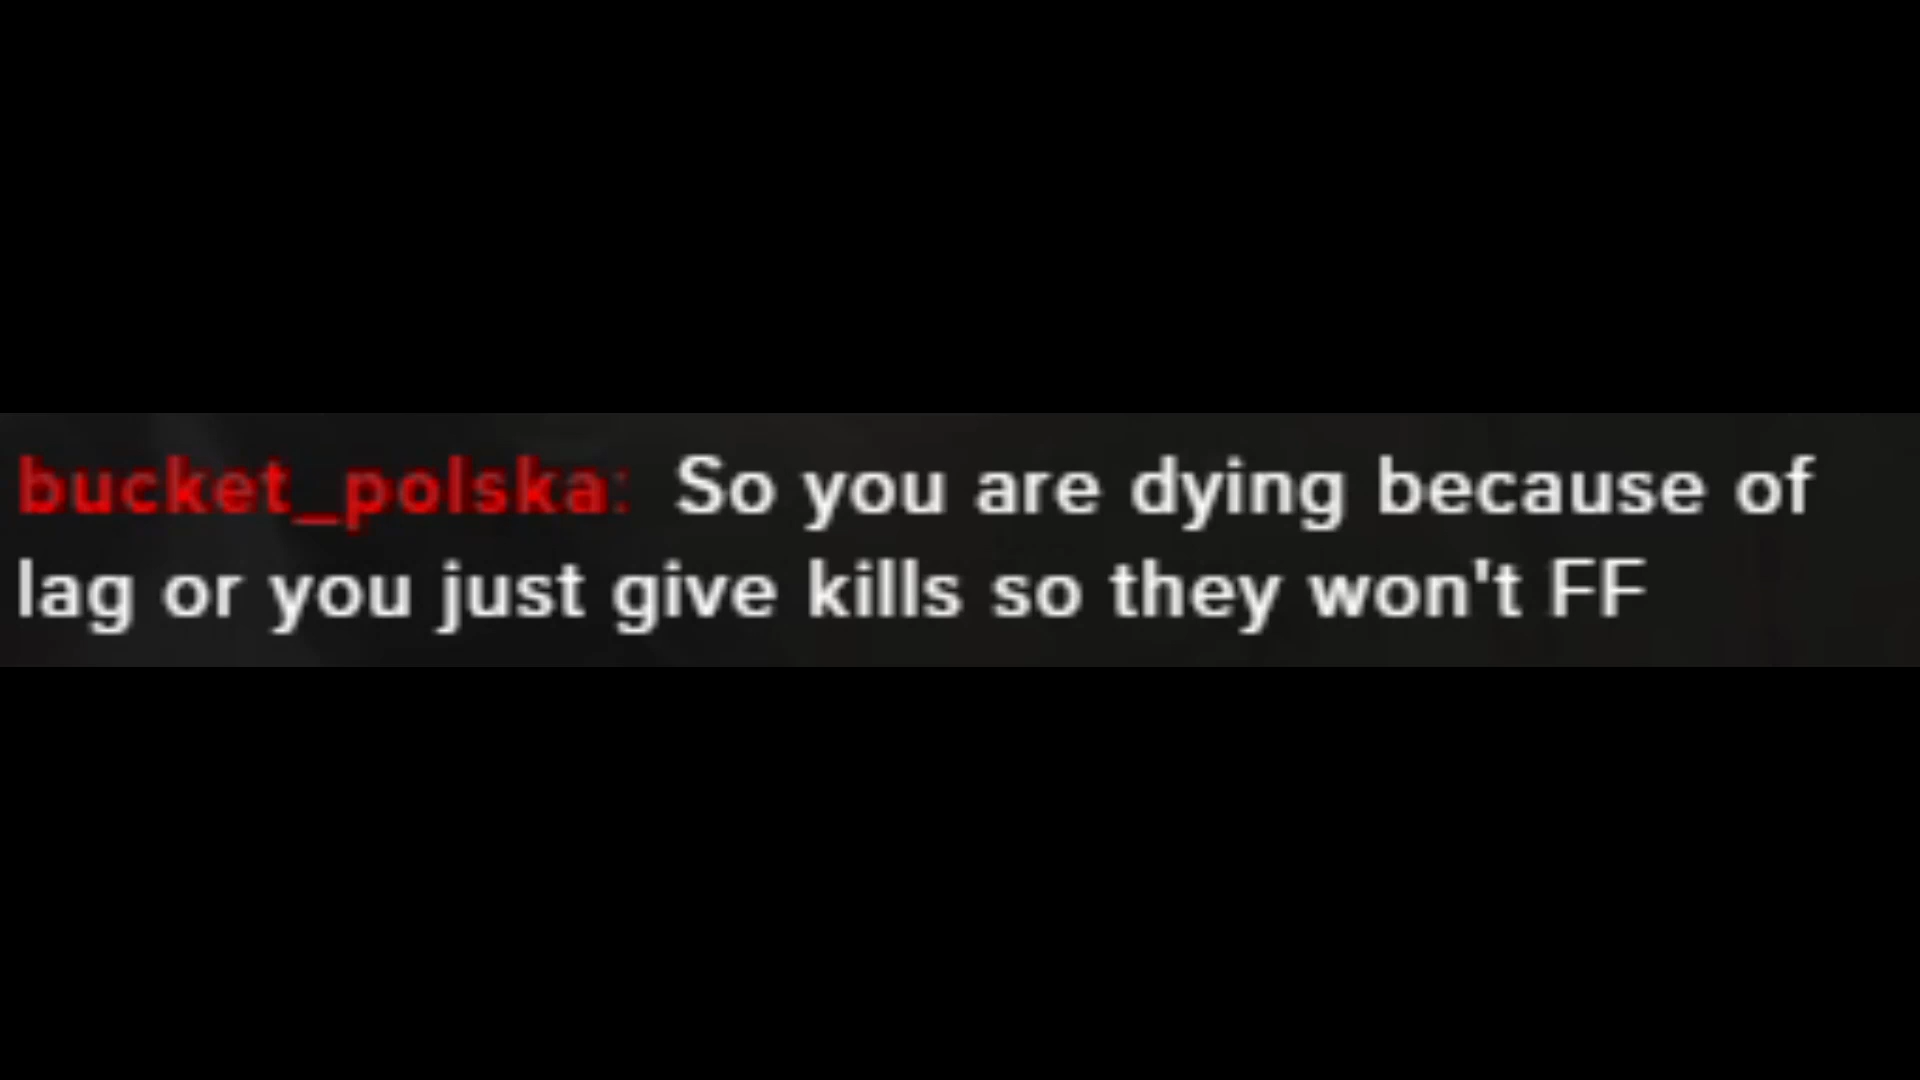 bucket_polska: So you are dying because of
lag or you just give kills so they won't FF